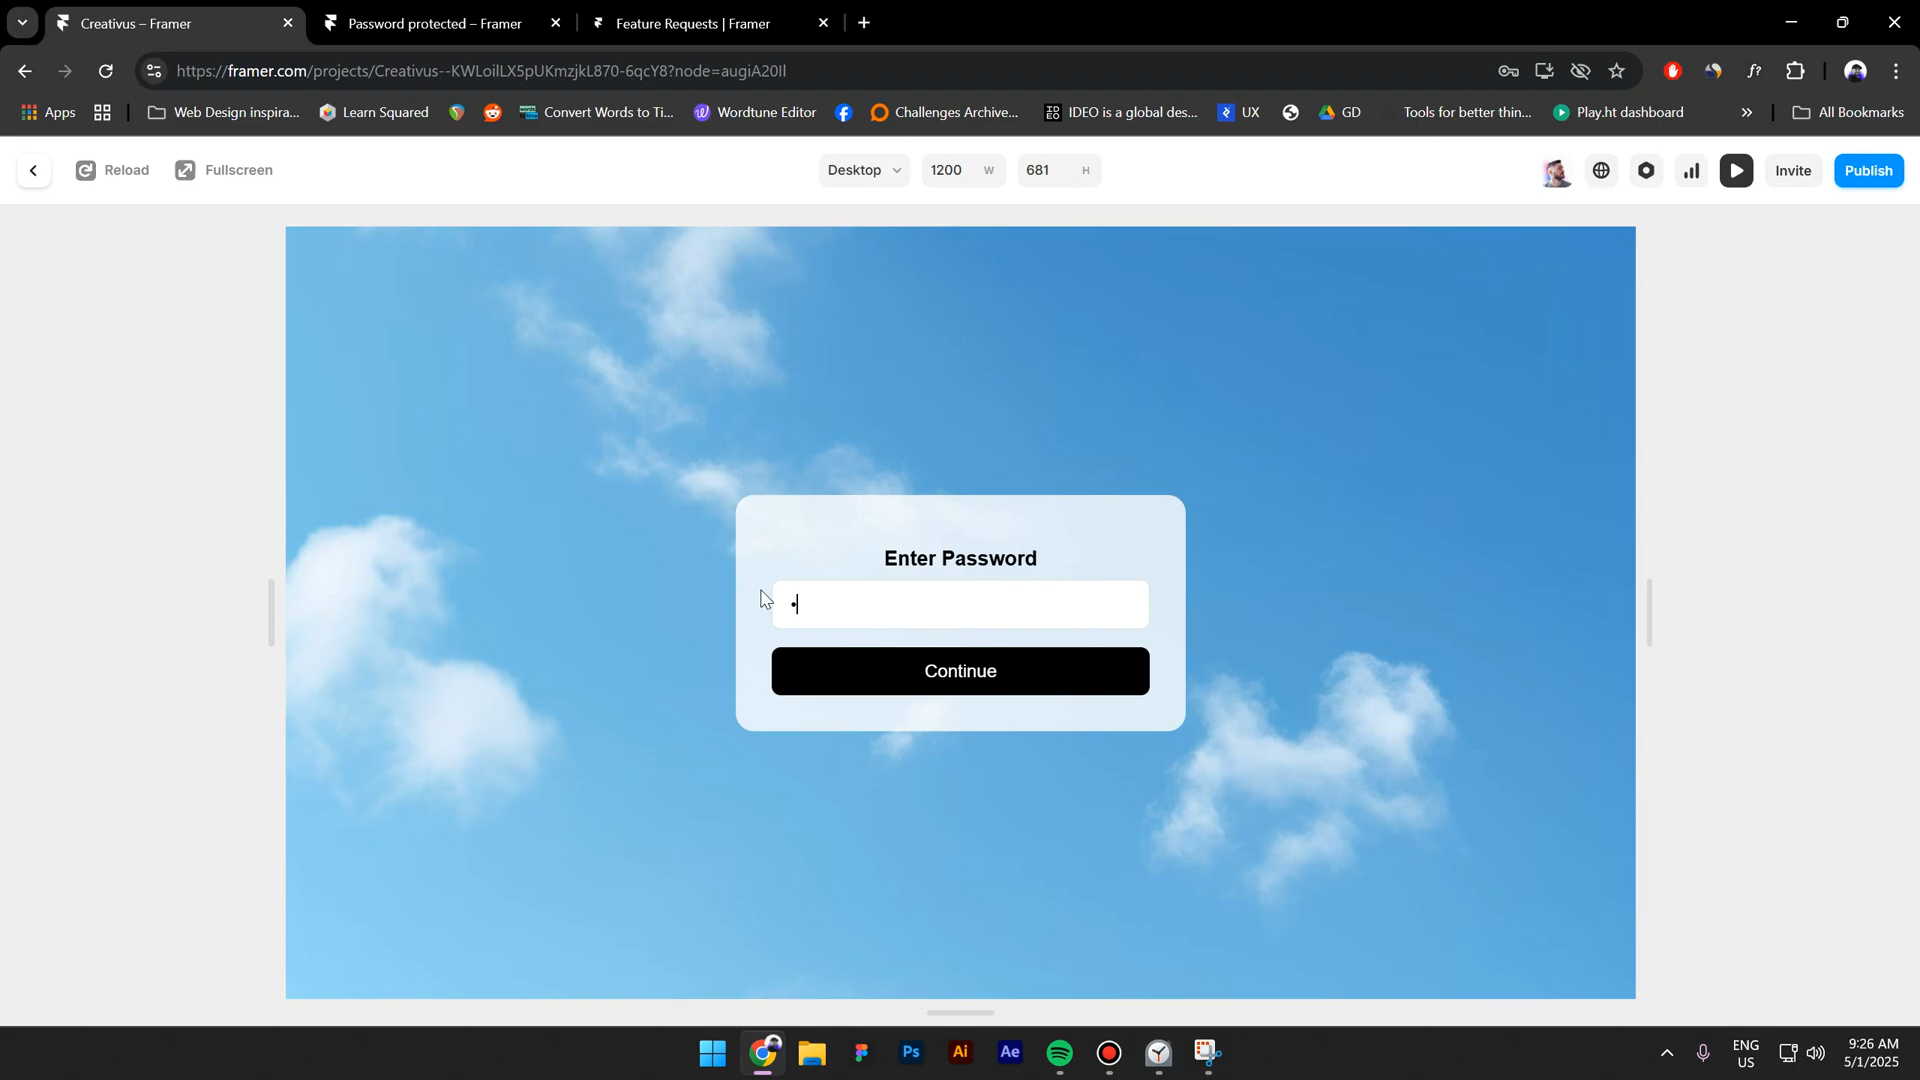 Creativus – Framer
Password protected – Framer
Feature Requests | Framer
https://framer.com/projects/Creativus--KWLoilLX5pUKmzjkL870-6qcY8?node=augiA20Il
f?
Apps
Web Design inspira...
Learn Squared
Convert Words to Ti...
Wordtune Editor
Challenges Archive...
IDEO is a global des...
UX
GD
Tools for better thin...
Play.ht dashboard
»
All Bookmarks
Reload
Fullscreen
Desktop
1200 W
681 H
Invite
Publish
Enter Password
Continue
Ps
Ai
Ae
ENG
US
9:26 AM
5/1/2025